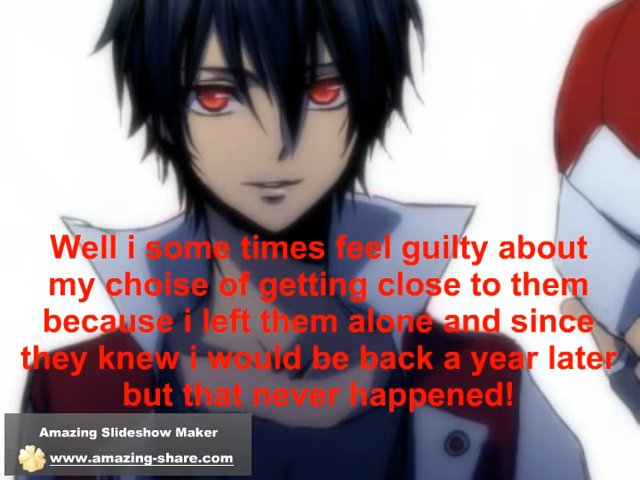 Well i some times feel guilty about
my choise of getting close to them
because i left them alone and since
they knew i would be back a year later
but that never happened!
Amazing Slideshow Maker
www.amazing-share.com